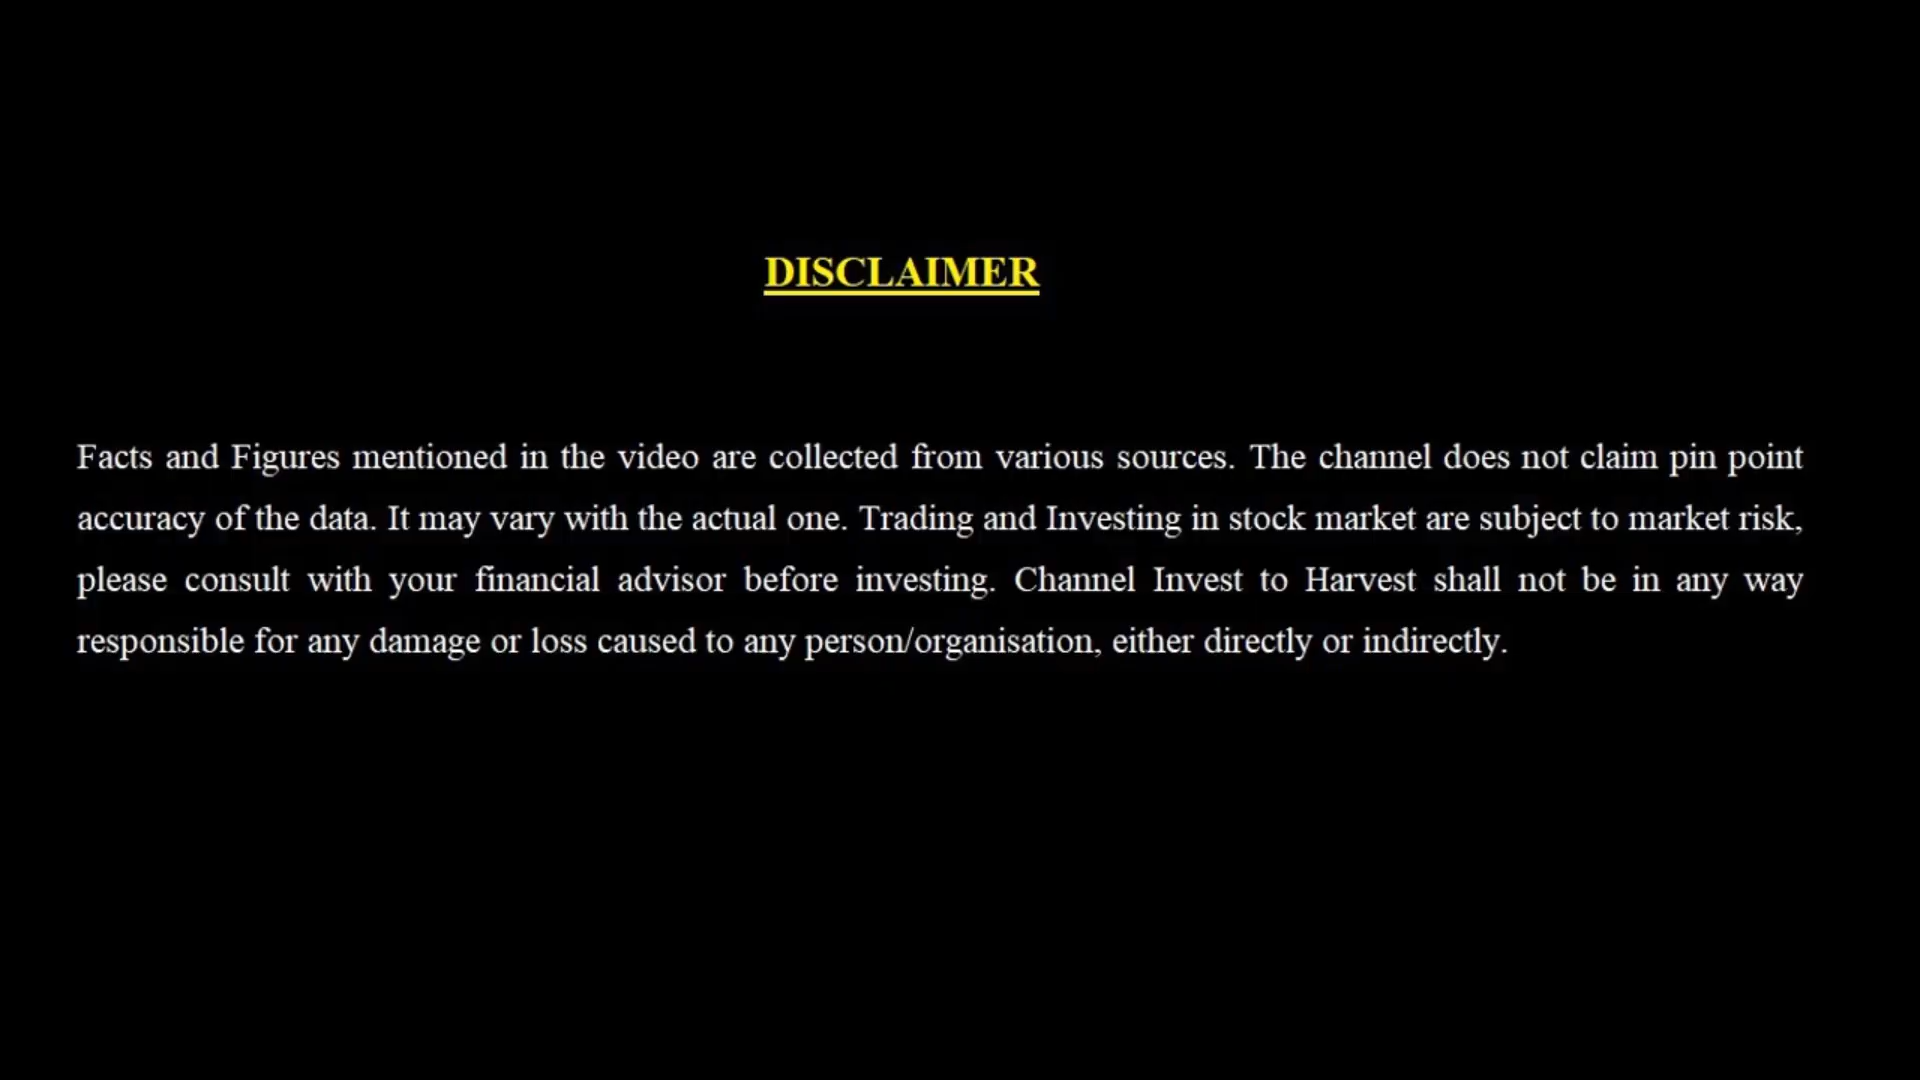 DISCLAIMER
Facts and Figures mentioned in the video are collected from various sources. The channel does not claim pin point
accuracy of the data. It may vary with the actual one. Trading and Investing in stock market are subject to market risk,
please consult with your financial advisor before investing. Channel Invest to Harvest shall not be in any way
responsible for any damage or loss caused to any person/organisation, either directly or indirectly.